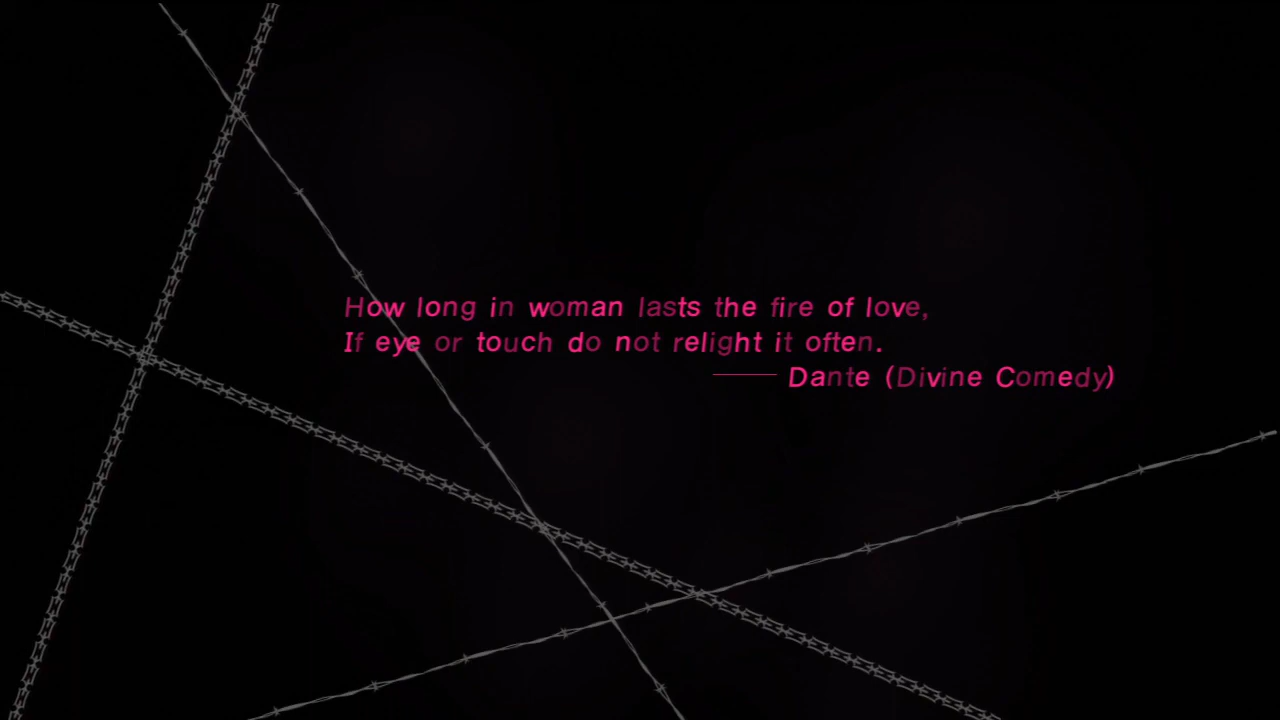 How long in woman lasts the fire of love,
If eye or touch do not relight it often.
—— Dante (Divine Comedy)